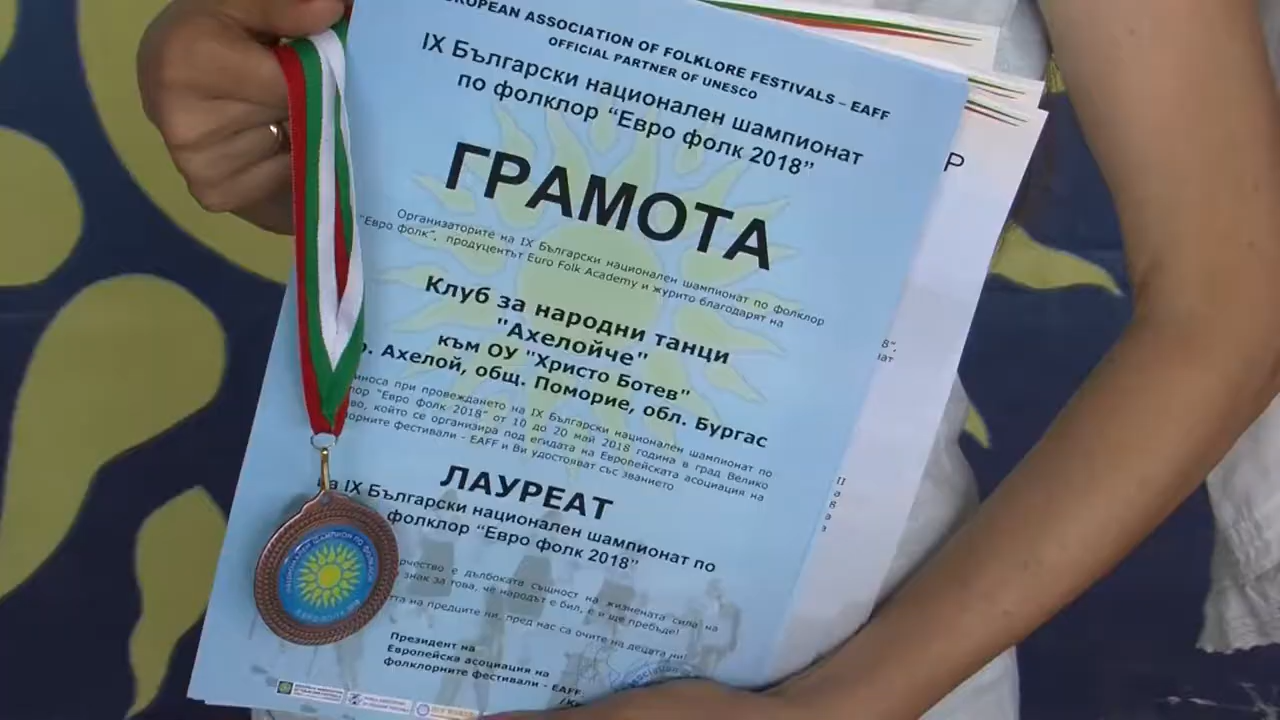 EUROPEAN ASSOCIATION OF FOLKLORE FESTIVALS – EAFF
OFFICIAL PARTNER OF UNESCO
IX Български национален шампионат
по фолклор “Евро фолк 2018”
ГРАМОТА
Организаторите на IX Български национален шампионат по фолклор
“Евро фолк”, продуцентът Euro Folk Academy и журито благодарят на
Клуб за народни танци
"Ахелойче"
към ОУ "Христо Ботев"
Ахелой, общ. Поморие, обл. Бургас
при провеждането на IX Български национален шампионат по
“Евро фолк 2018” от 10 до 20 май 2018 година в град Велико
който се организира под егидата на Европейската асоциация на
фестивали - EAFF и Ви удостояват със званието
ЛАУРЕАТ
на IX Български национален шампионат по
фолклор “Евро фолк 2018”
е дълбоката същност на жизнената сила на
знак за това, че народът е бил, е и ще пребъде!
на предците ни, пред нас са очите на децата ни!
Президент на
Европейска асоциация на
фолклорните фестивали - EAFF